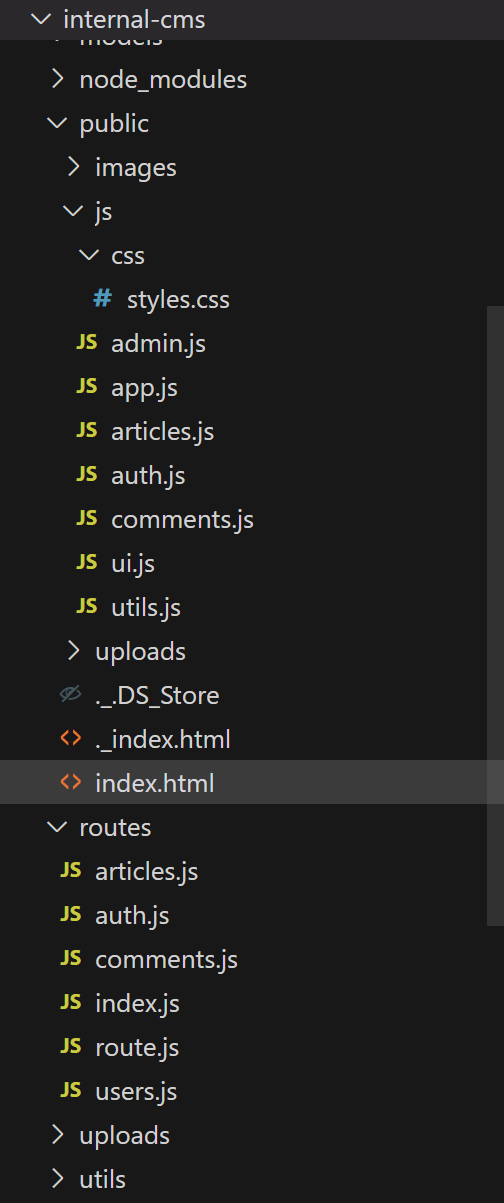 internal-cms
models
node_modules
public
images
js
css
# styles.css
JS admin.js
JS app.js
JS articles.js
JS auth.js
JS comments.js
JS ui.js
JS utils.js
uploads
._.DS_Store
<> ._index.html
<> index.html
routes
JS articles.js
JS auth.js
JS comments.js
JS index.js
JS route.js
JS users.js
uploads
utils